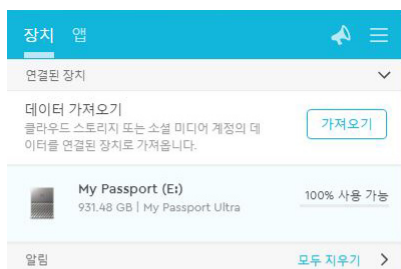 장치 앱
연결된 장치
데이터 가져오기
클라우드 스토리지 또는 소셜 미디어 계정의 데
이터를 연결된 장치로 가져옵니다.
가져오기
My Passport (E:)
931.48 GB | My Passport Ultra
100% 사용 가능
알림
모두 지우기